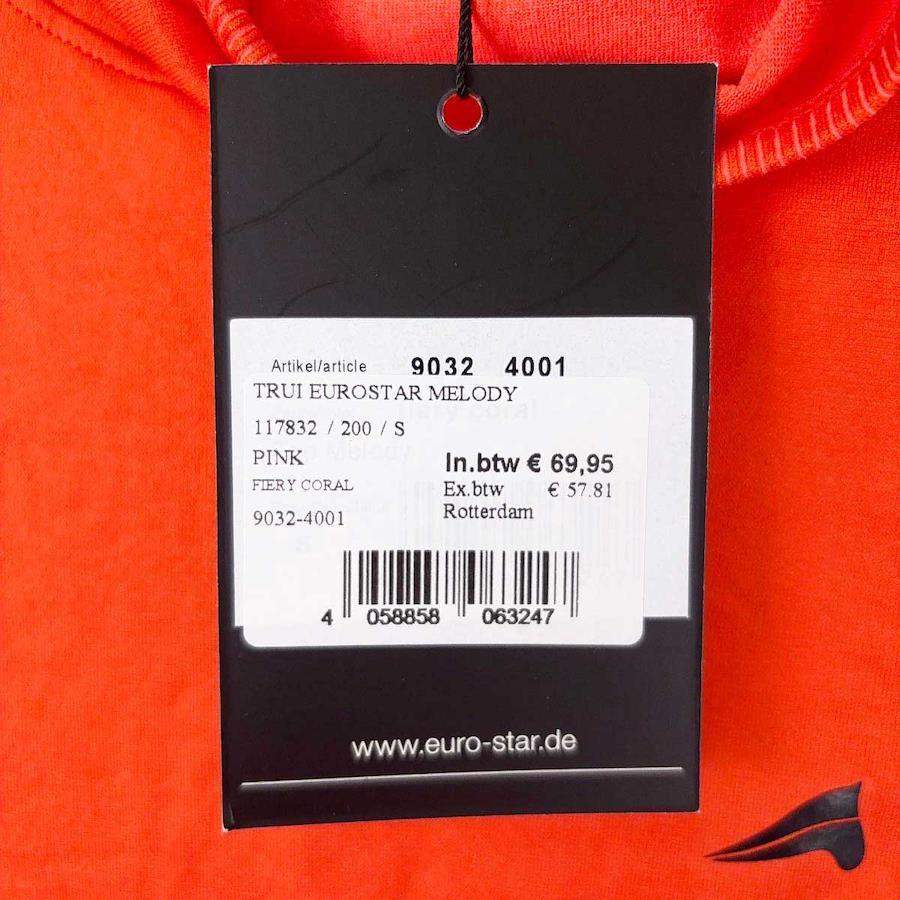 Artikel/article 9032 4001
TRUI EUROSTAR MELODY
117832 / 200 / S
PINK In.btw € 69,95
FIERY CORAL Ex.btw € 57.81
9032-4001 Rotterdam
4 058858 063247
www.euro-star.de